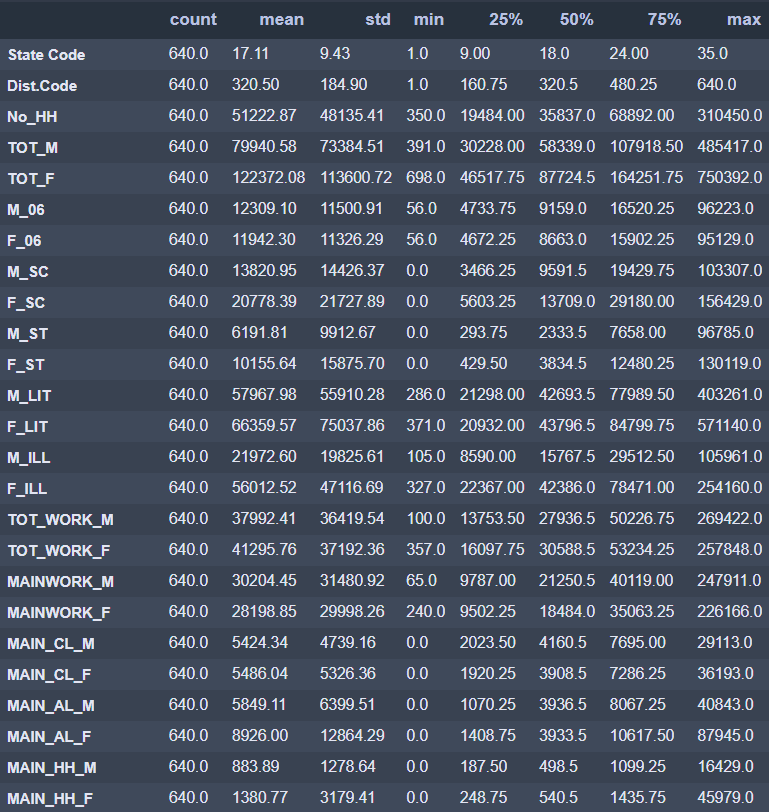 count mean std min 25% 50% 75% max
State Code 640.0 17.11 9.43 1.0 9.00 18.0 24.00 35.0
Dist.Code 640.0 320.50 184.90 1.0 160.75 320.5 480.25 640.0
No_HH 640.0 51222.87 48135.41 350.0 19484.00 35837.0 68892.00 310450.0
TOT_M 640.0 79940.58 73384.51 391.0 30228.00 58339.0 107918.50 485417.0
TOT_F 640.0 122372.08 113600.72 698.0 46517.75 87724.5 164251.75 750392.0
M_06 640.0 12309.10 11500.91 56.0 4733.75 9159.0 16520.25 96223.0
F_06 640.0 11942.30 11326.29 56.0 4672.25 8663.0 15902.25 95129.0
M_SC 640.0 13820.95 14426.37 0.0 3466.25 9591.5 19429.75 103307.0
F_SC 640.0 20778.39 21727.89 0.0 5603.25 13709.0 29180.00 156429.0
M_ST 640.0 6191.81 9912.67 0.0 293.75 2333.5 7658.00 96785.0
F_ST 640.0 10155.64 15875.70 0.0 429.50 3834.5 12480.25 130119.0
M_LIT 640.0 57967.98 55910.28 286.0 21298.00 42693.5 77989.50 403261.0
F_LIT 640.0 66359.57 75037.86 371.0 20932.00 43796.5 84799.75 571140.0
M_ILL 640.0 21972.60 19825.61 105.0 8590.00 15767.5 29512.50 105961.0
F_ILL 640.0 56012.52 47116.69 327.0 22367.00 42386.0 78471.00 254160.0
TOT_WORK_M 640.0 37992.41 36419.54 100.0 13753.50 27936.5 50226.75 269422.0
TOT_WORK_F 640.0 41295.76 37192.36 357.0 16097.75 30588.5 53234.25 257848.0
MAINWORK_M 640.0 30204.45 31480.92 65.0 9787.00 21250.5 40119.00 247911.0
MAINWORK_F 640.0 28198.85 29998.26 240.0 9502.25 18484.0 35063.25 226166.0
MAIN_CL_M 640.0 5424.34 4739.16 0.0 2023.50 4160.5 7695.00 29113.0
MAIN_CL_F 640.0 5486.04 5326.36 0.0 1920.25 3908.5 7286.25 36193.0
MAIN_AL_M 640.0 5849.11 6399.51 0.0 1070.25 3936.5 8067.25 40843.0
MAIN_AL_F 640.0 8926.00 12864.29 0.0 1408.75 3933.5 10617.50 87945.0
MAIN_HH_M 640.0 883.89 1278.64 0.0 187.50 498.5 1099.25 16429.0
MAIN_HH_F 640.0 1380.77 3179.41 0.0 248.75 540.5 1435.75 45979.0